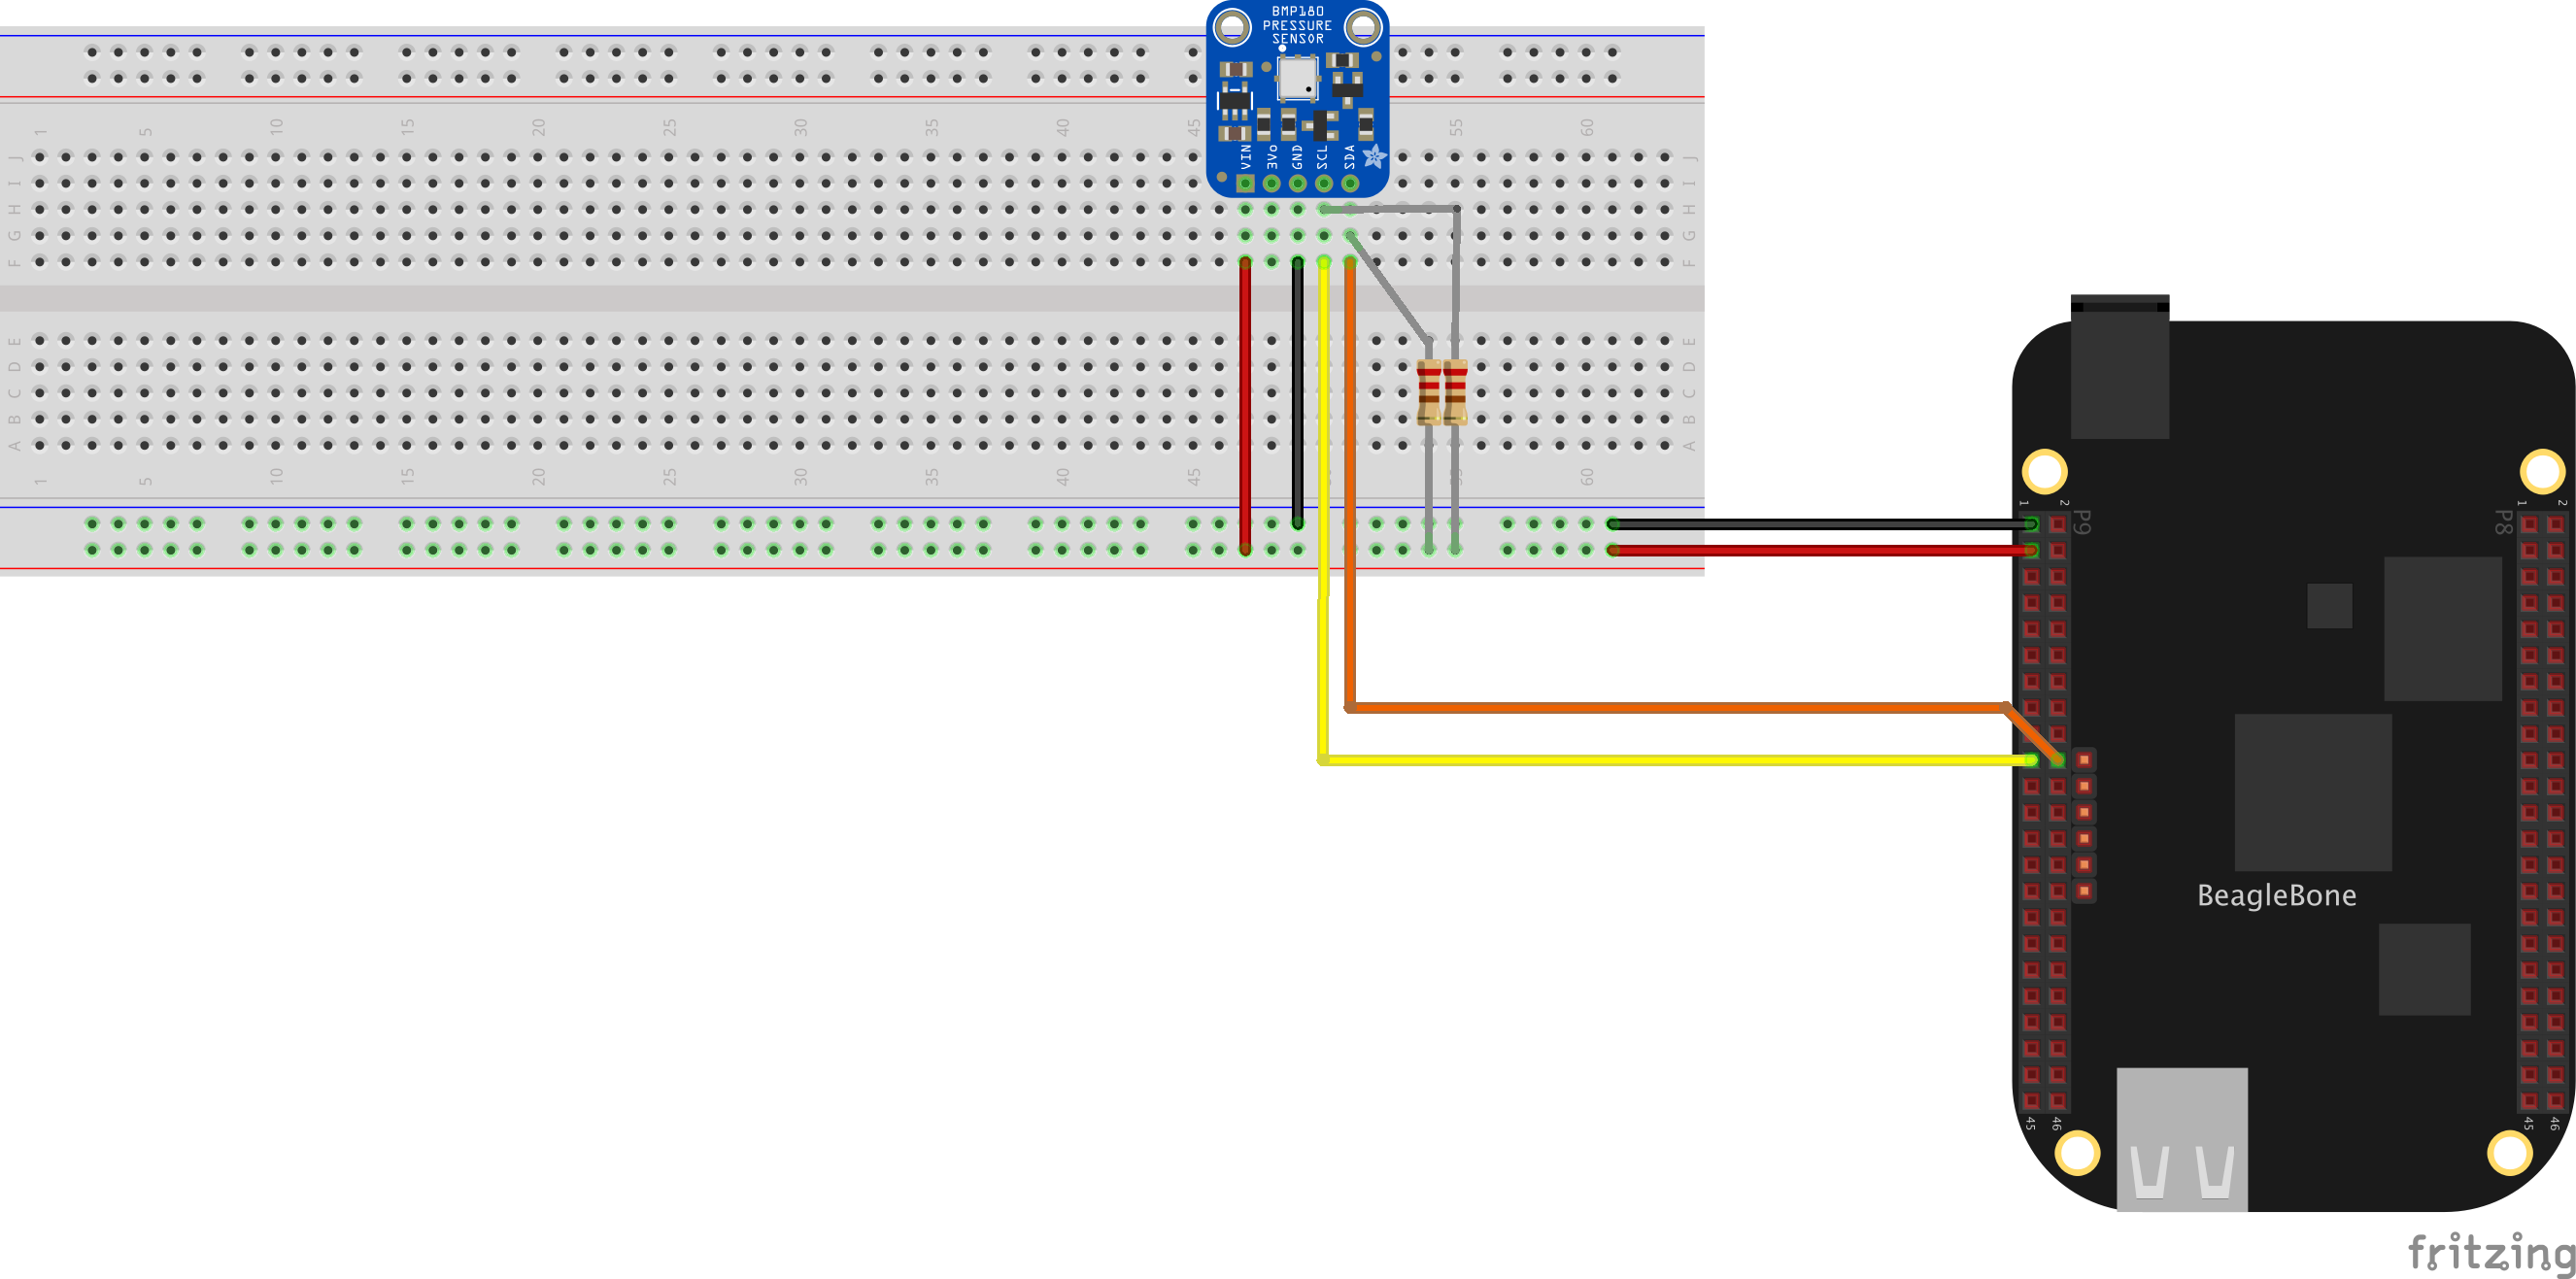 BMP180
PRESSURE
SENSOR
1 5 10 15 20 25 30 35 40 45 55 60
VIN 3Vo GND SCL SDA
J J
I I
H H
G G
F F
E E
D D
C C
B B
A A
1 5 10 15 20 25 30 35 40 45 55 60
1 2 1 2
P9 P8
BeagleBone
45 46 45 46
fritzing